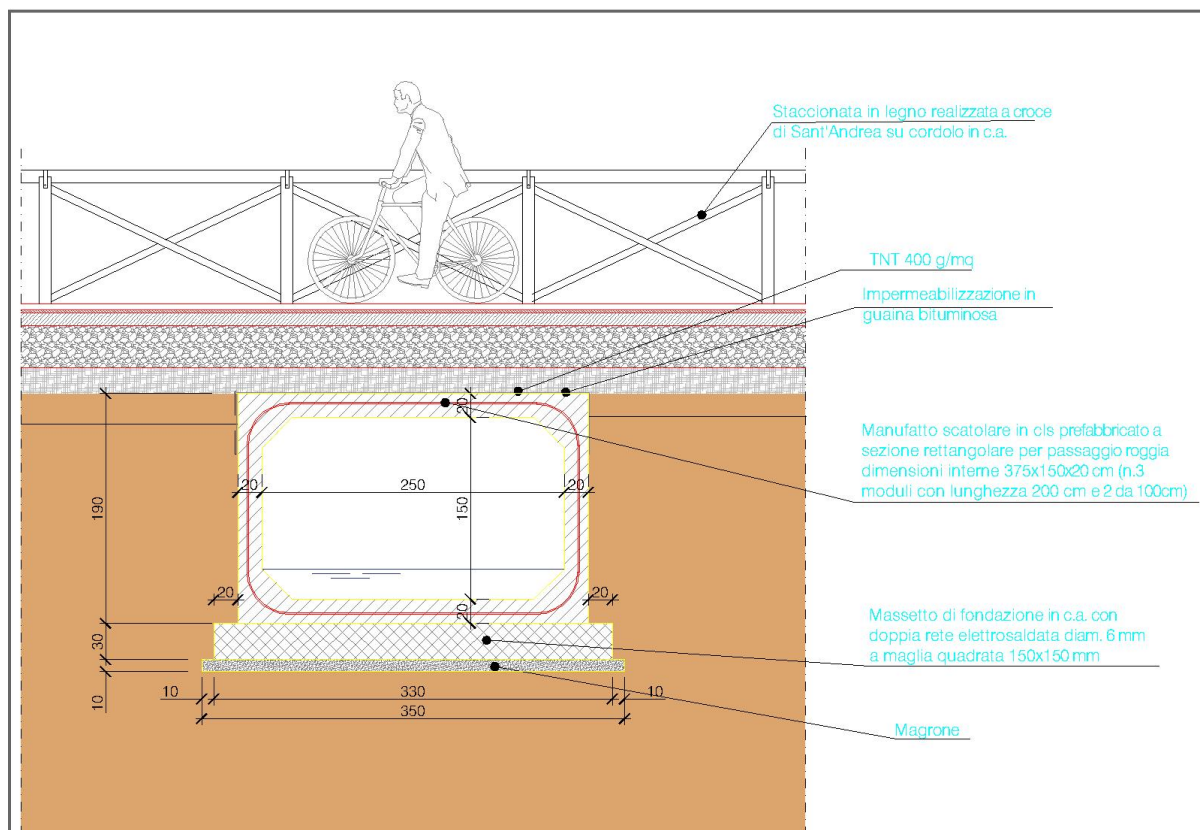 Staccionata in legno realizzata a croce
di Sant'Andrea su cordolo in c.a.
TNT 400 g/mq
Impermeabilizzazione in
guaina bituminosa
20
Manufatto scatolare in cls prefabbricato a
sezione rettangolare per passaggio roggia
dimensioni interne 375x150x20 cm (n.3
moduli con lunghezza 200 cm e 2 da 100cm)
20
250
20
190
150
20
20
20
30
Massetto di fondazione in c.a. con
doppia rete elettrosaldata diam. 6 mm
a maglia quadrata 150x150 mm
10
10
330
10
350
Magrone